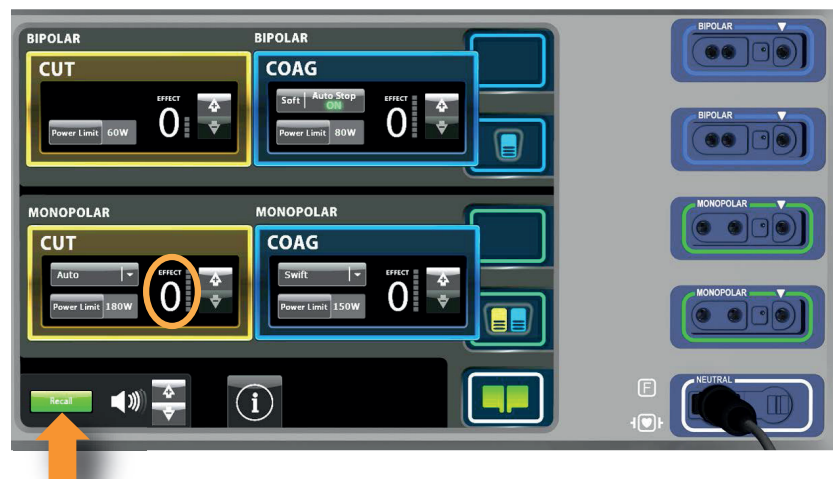 BIPOLAR
CUT
EFFECT
0
Power Limit 60W
BIPOLAR
COAG
Soft Auto Stop
ON
EFFECT
0
Power Limit 80W
MONOPOLAR
CUT
Auto
EFFECT
0
Power Limit 180W
MONOPOLAR
COAG
Swift
EFFECT
0
Power Limit 150W
Recall
i
BIPOLAR
BIPOLAR
MONOPOLAR
MONOPOLAR
F
NEUTRAL